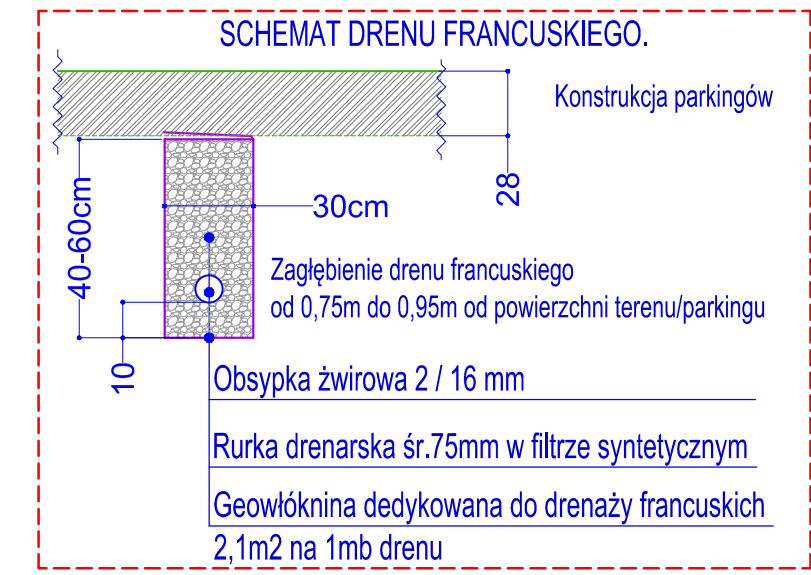 SCHEMAT DRENU FRANCUSKIEGO.
Konstrukcja parkingów
28
40-60cm
30cm
Zagłębienie drenu francuskiego
od 0,75m do 0,95m od powierzchni terenu/parkingu
10
Obsypka żwirowa 2 / 16 mm
Rurka drenarska śr.75mm w filtrze syntetycznym
Geowłóknina dedykowana do drenaży francuskich
2,1m2 na 1mb drenu